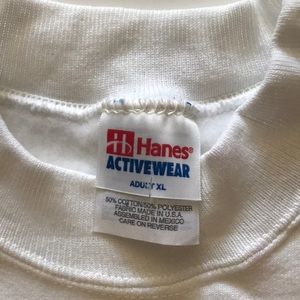 Hanes®
ACTIVEWEAR
ADULT XL
50% COTTON/50% POLYESTER
FABRIC MADE IN U.S.A.
ASSEMBLED IN MEXICO
CARE ON REVERSE